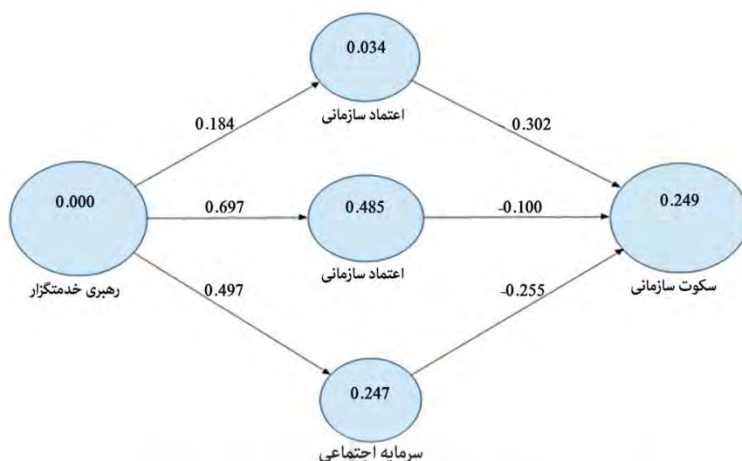 0.034
اعتماد سازمانی
0.184
0.302
0.000
رهبری خدمتگزار
0.697
0.485
اعتماد سازمانی
-0.100
0.249
سکوت سازمانی
0.497
-0.255
0.247
سرمایه اجتماعی